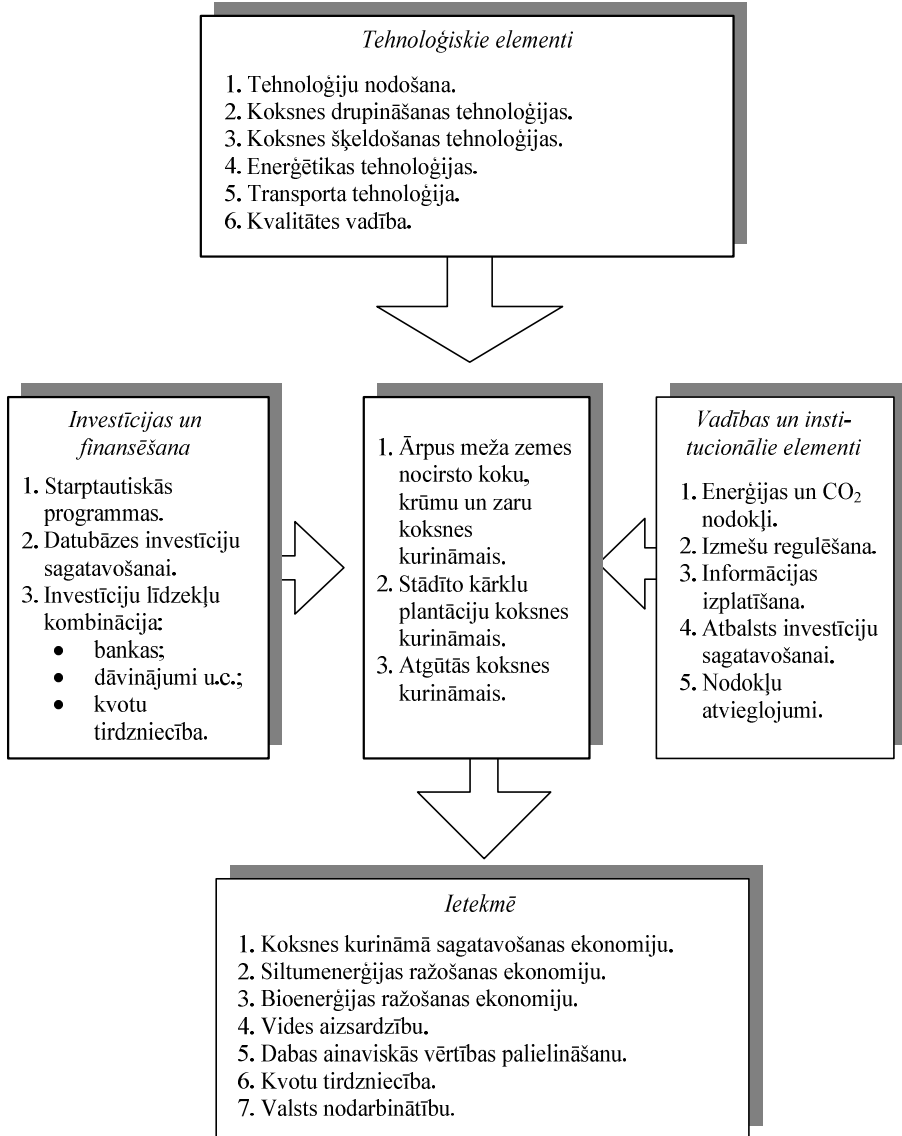 Tehnoloģiskie elementi
1. Tehnoloģiju nodošana.
2. Koksnes drupināšanas tehnoloģijas.
3. Koksnes šķeldošanas tehnoloģijas.
4. Enerģētikas tehnoloģijas.
5. Transporta tehnoloģija.
6. Kvalitātes vadība.
Investīcijas un
finansēšana
1. Starptautiskās
programmas.
2. Datubāzes investīciju
sagatavošanai.
3. Investīciju līdzekļu
kombinācija:
• bankas;
• dāvinājumi u.c.;
• kvotu
tirdzniecība.
1. Ārpus meža zemes
nocirsto koku,
krūmu un zaru
koksnes
kurināmais.
2. Stādīto kārklu
plantāciju koksnes
kurināmais.
3. Atgūtās koksnes
kurināmais.
Vadības un insti-
tucionālie elementi
1. Enerģijas un CO₂
nodokļi.
2. Izmešu regulēšana.
3. Informācijas
izplatīšana.
4. Atbalsts investīciju
sagatavošanai.
5. Nodokļu
atvieglojumi.
Ietekmē
1. Koksnes kurināmā sagatavošanas ekonomiju.
2. Siltumenerģijas ražošanas ekonomiju.
3. Bioenerģijas ražošanas ekonomiju.
4. Vides aizsardzību.
5. Dabas ainaviskās vērtības palielināšanu.
6. Kvotu tirdzniecība.
7. Valsts nodarbinātību.